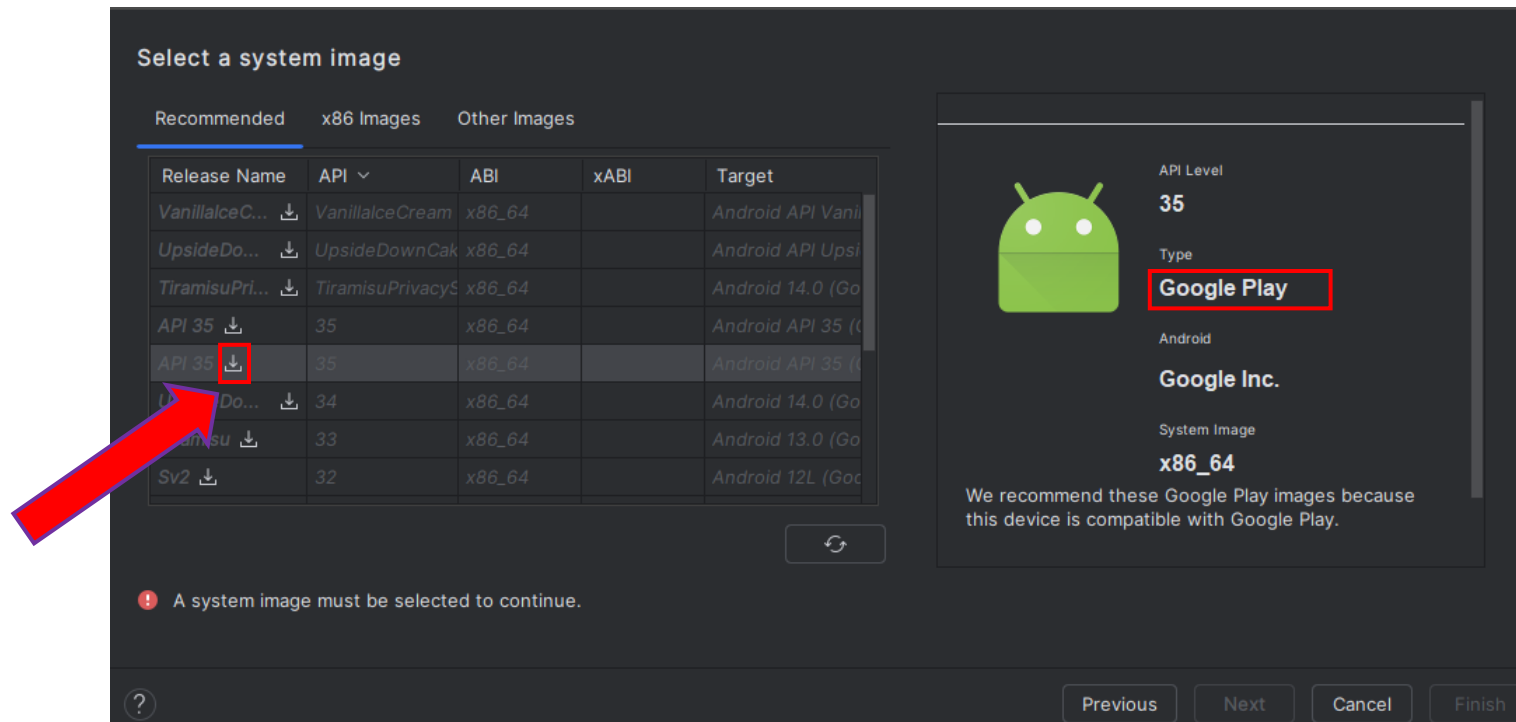 Select a system image
Recommended x86 Images Other Images
Release Name API ABI xABI Target
VanillaIceC... VanillaIceCream x86_64 Android API Vanil
UpsideDo... UpsideDownCak x86_64 Android API Upsi
TiramisuPri... TiramisuPrivacyS x86_64 Android 14.0 (Go
API 35 35 x86_64 Android API 35 (G
API 35 35 x86_64 Android API 35 (G
Do... 34 x86_64 Android 14.0 (Go
33 x86_64 Android 13.0 (Go
Sv2 32 x86_64 Android 12L (Goo
A system image must be selected to continue.
API Level
35
Type
Google Play
Android
Google Inc.
System Image
x86_64
We recommend these Google Play images because
this device is compatible with Google Play.
? Previous Next Cancel Finish